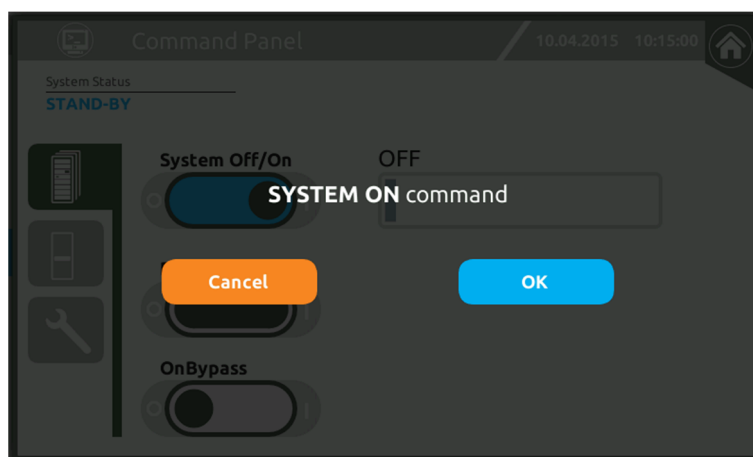 Command Panel
10.04.2015 10:15:00
System Status
STAND-BY
System Off/On
OFF
SYSTEM ON command
Cancel
OK
OnBypass